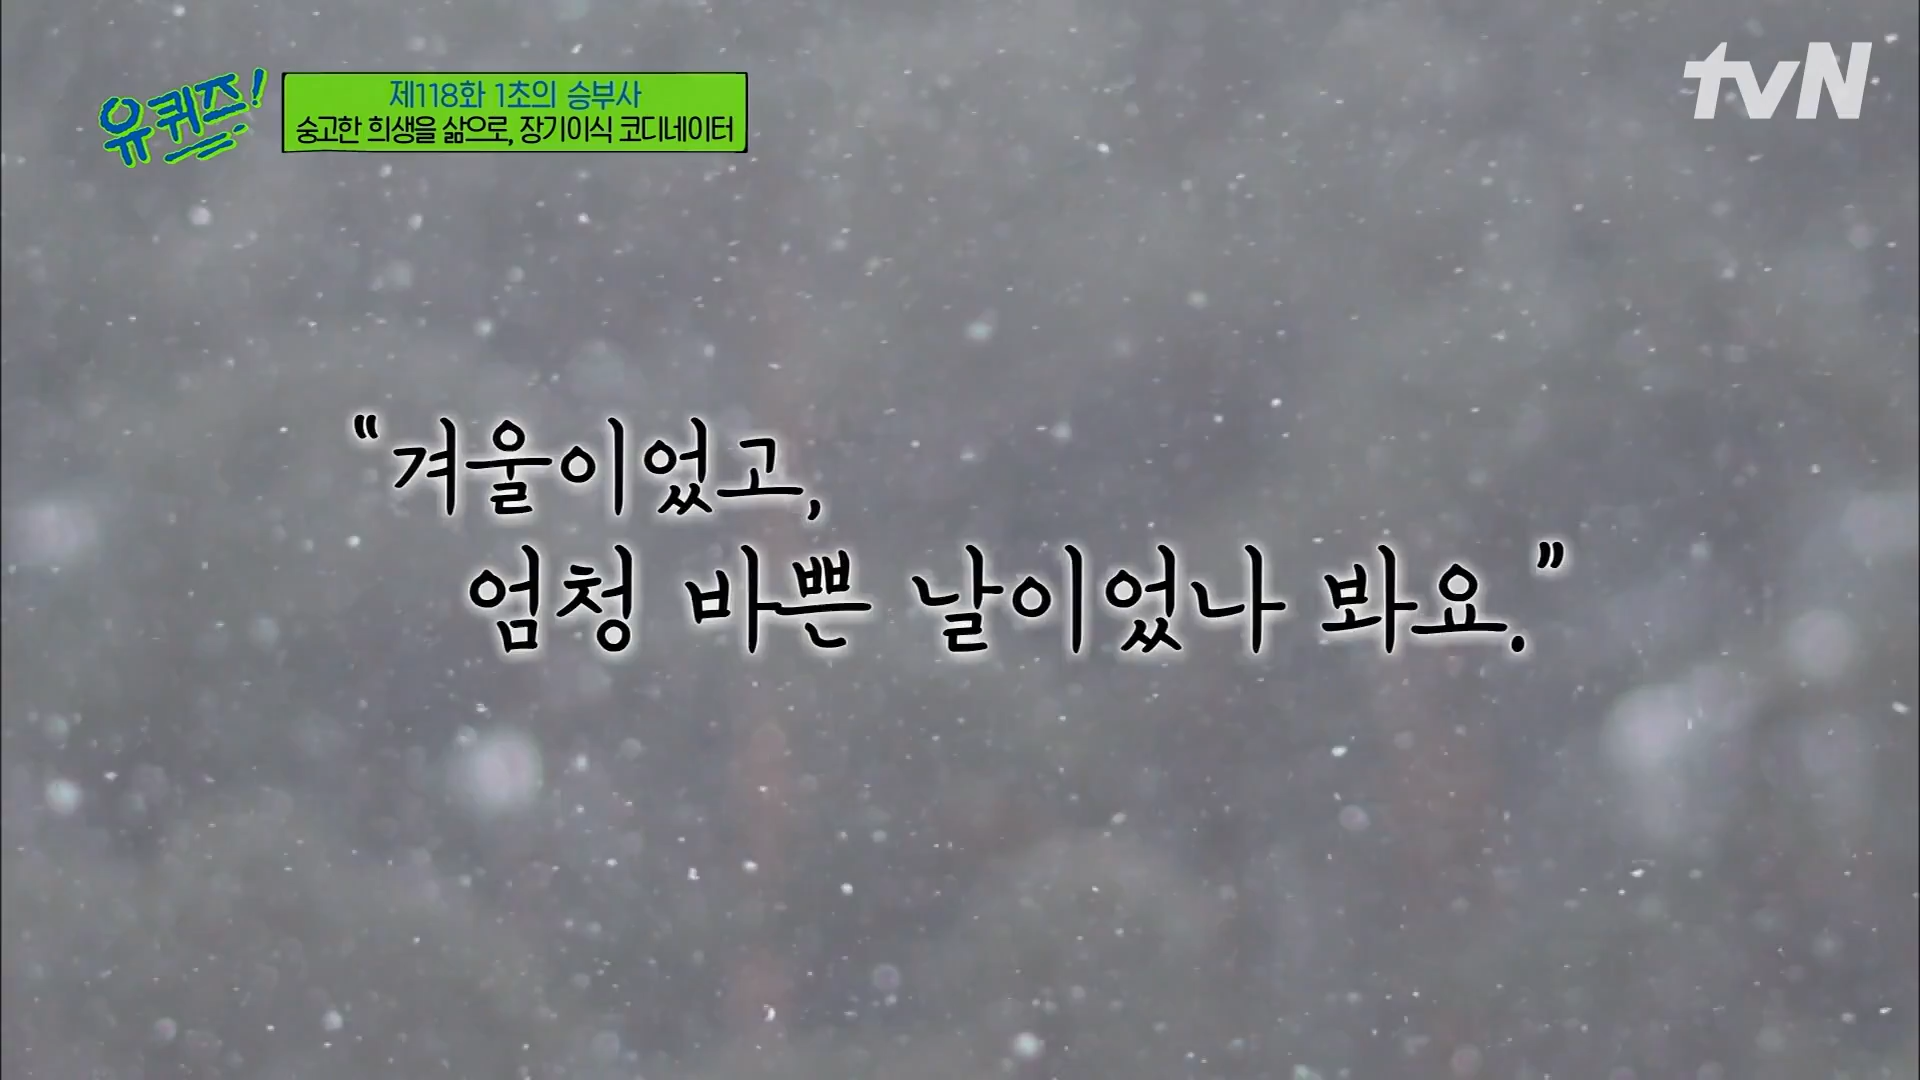 유퀴즈!
제118화 1초의 승부사
숭고한 희생을 삶으로, 장기이식 코디네이터
tvN
“겨울이었고,
엄청 바쁜 날이었나 봐요.”